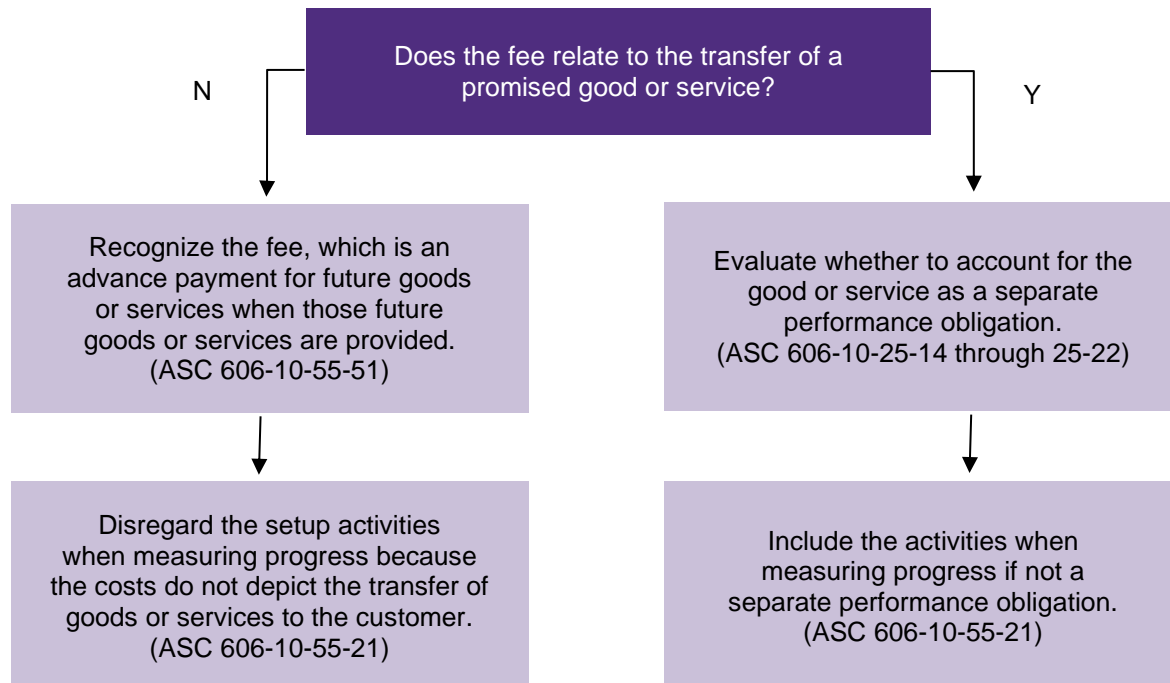 Does the fee relate to the transfer of a
promised good or service?
N
Y
Recognize the fee, which is an
advance payment for future goods
or services when those future
goods or services are provided.
(ASC 606-10-55-51)
Evaluate whether to account for the
good or service as a separate
performance obligation.
(ASC 606-10-25-14 through 25-22)
Disregard the setup activities
when measuring progress because
the costs do not depict the transfer of
goods or services to the customer.
(ASC 606-10-55-21)
Include the activities when
measuring progress if not a
separate performance obligation.
(ASC 606-10-55-21)